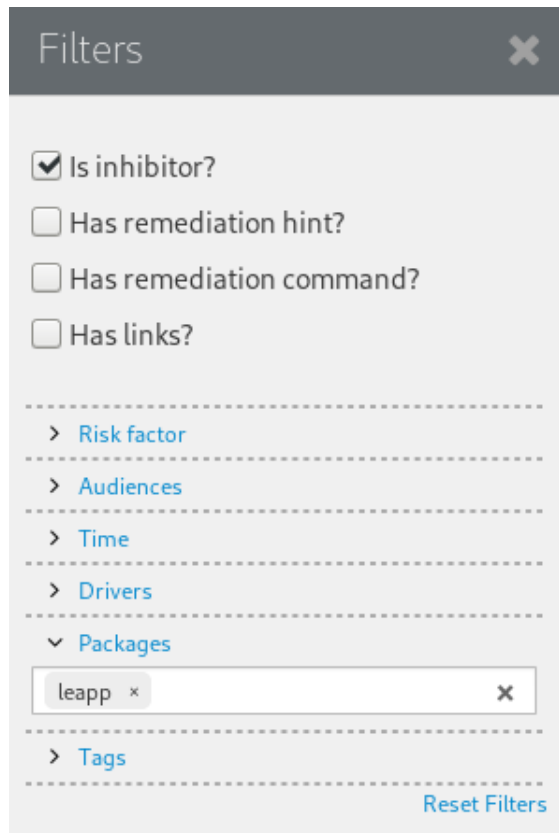 Filters
Is inhibitor?
Has remediation hint?
Has remediation command?
Has links?
Risk factor
Audiences
Time
Drivers
Packages
leapp ×
Tags
Reset Filters